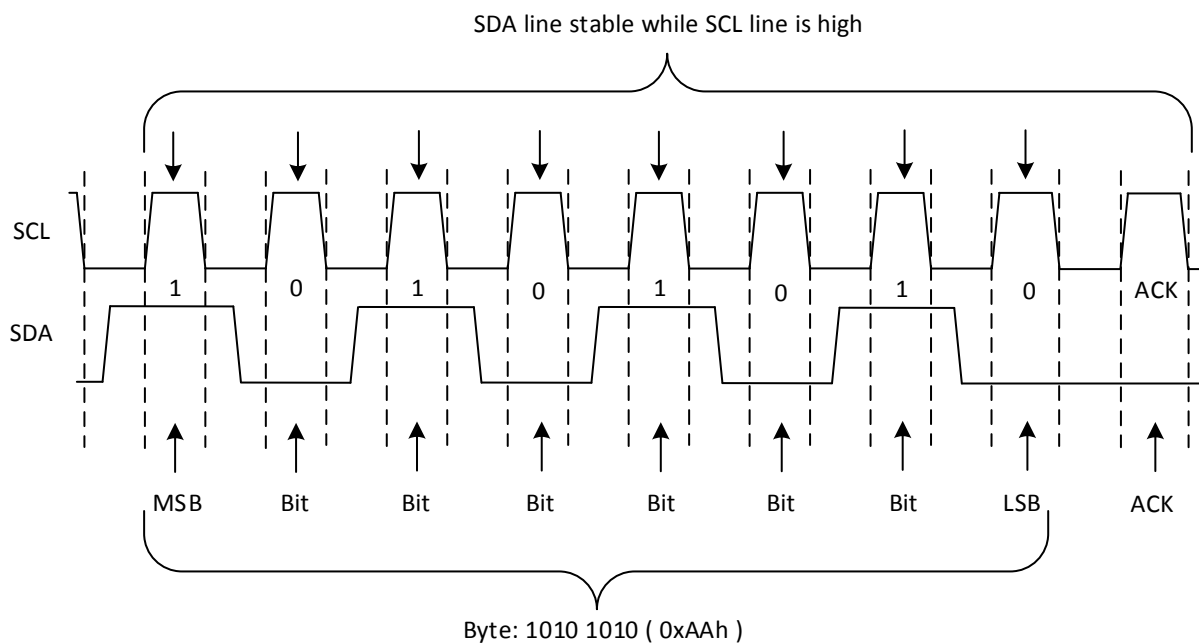 SDA line stable while SCL line is high
SCL
1 0 1 0 1 0 1 0 ACK
SDA
MSB Bit Bit Bit Bit Bit Bit LSB ACK
Byte: 1010 1010 ( 0xAAh )